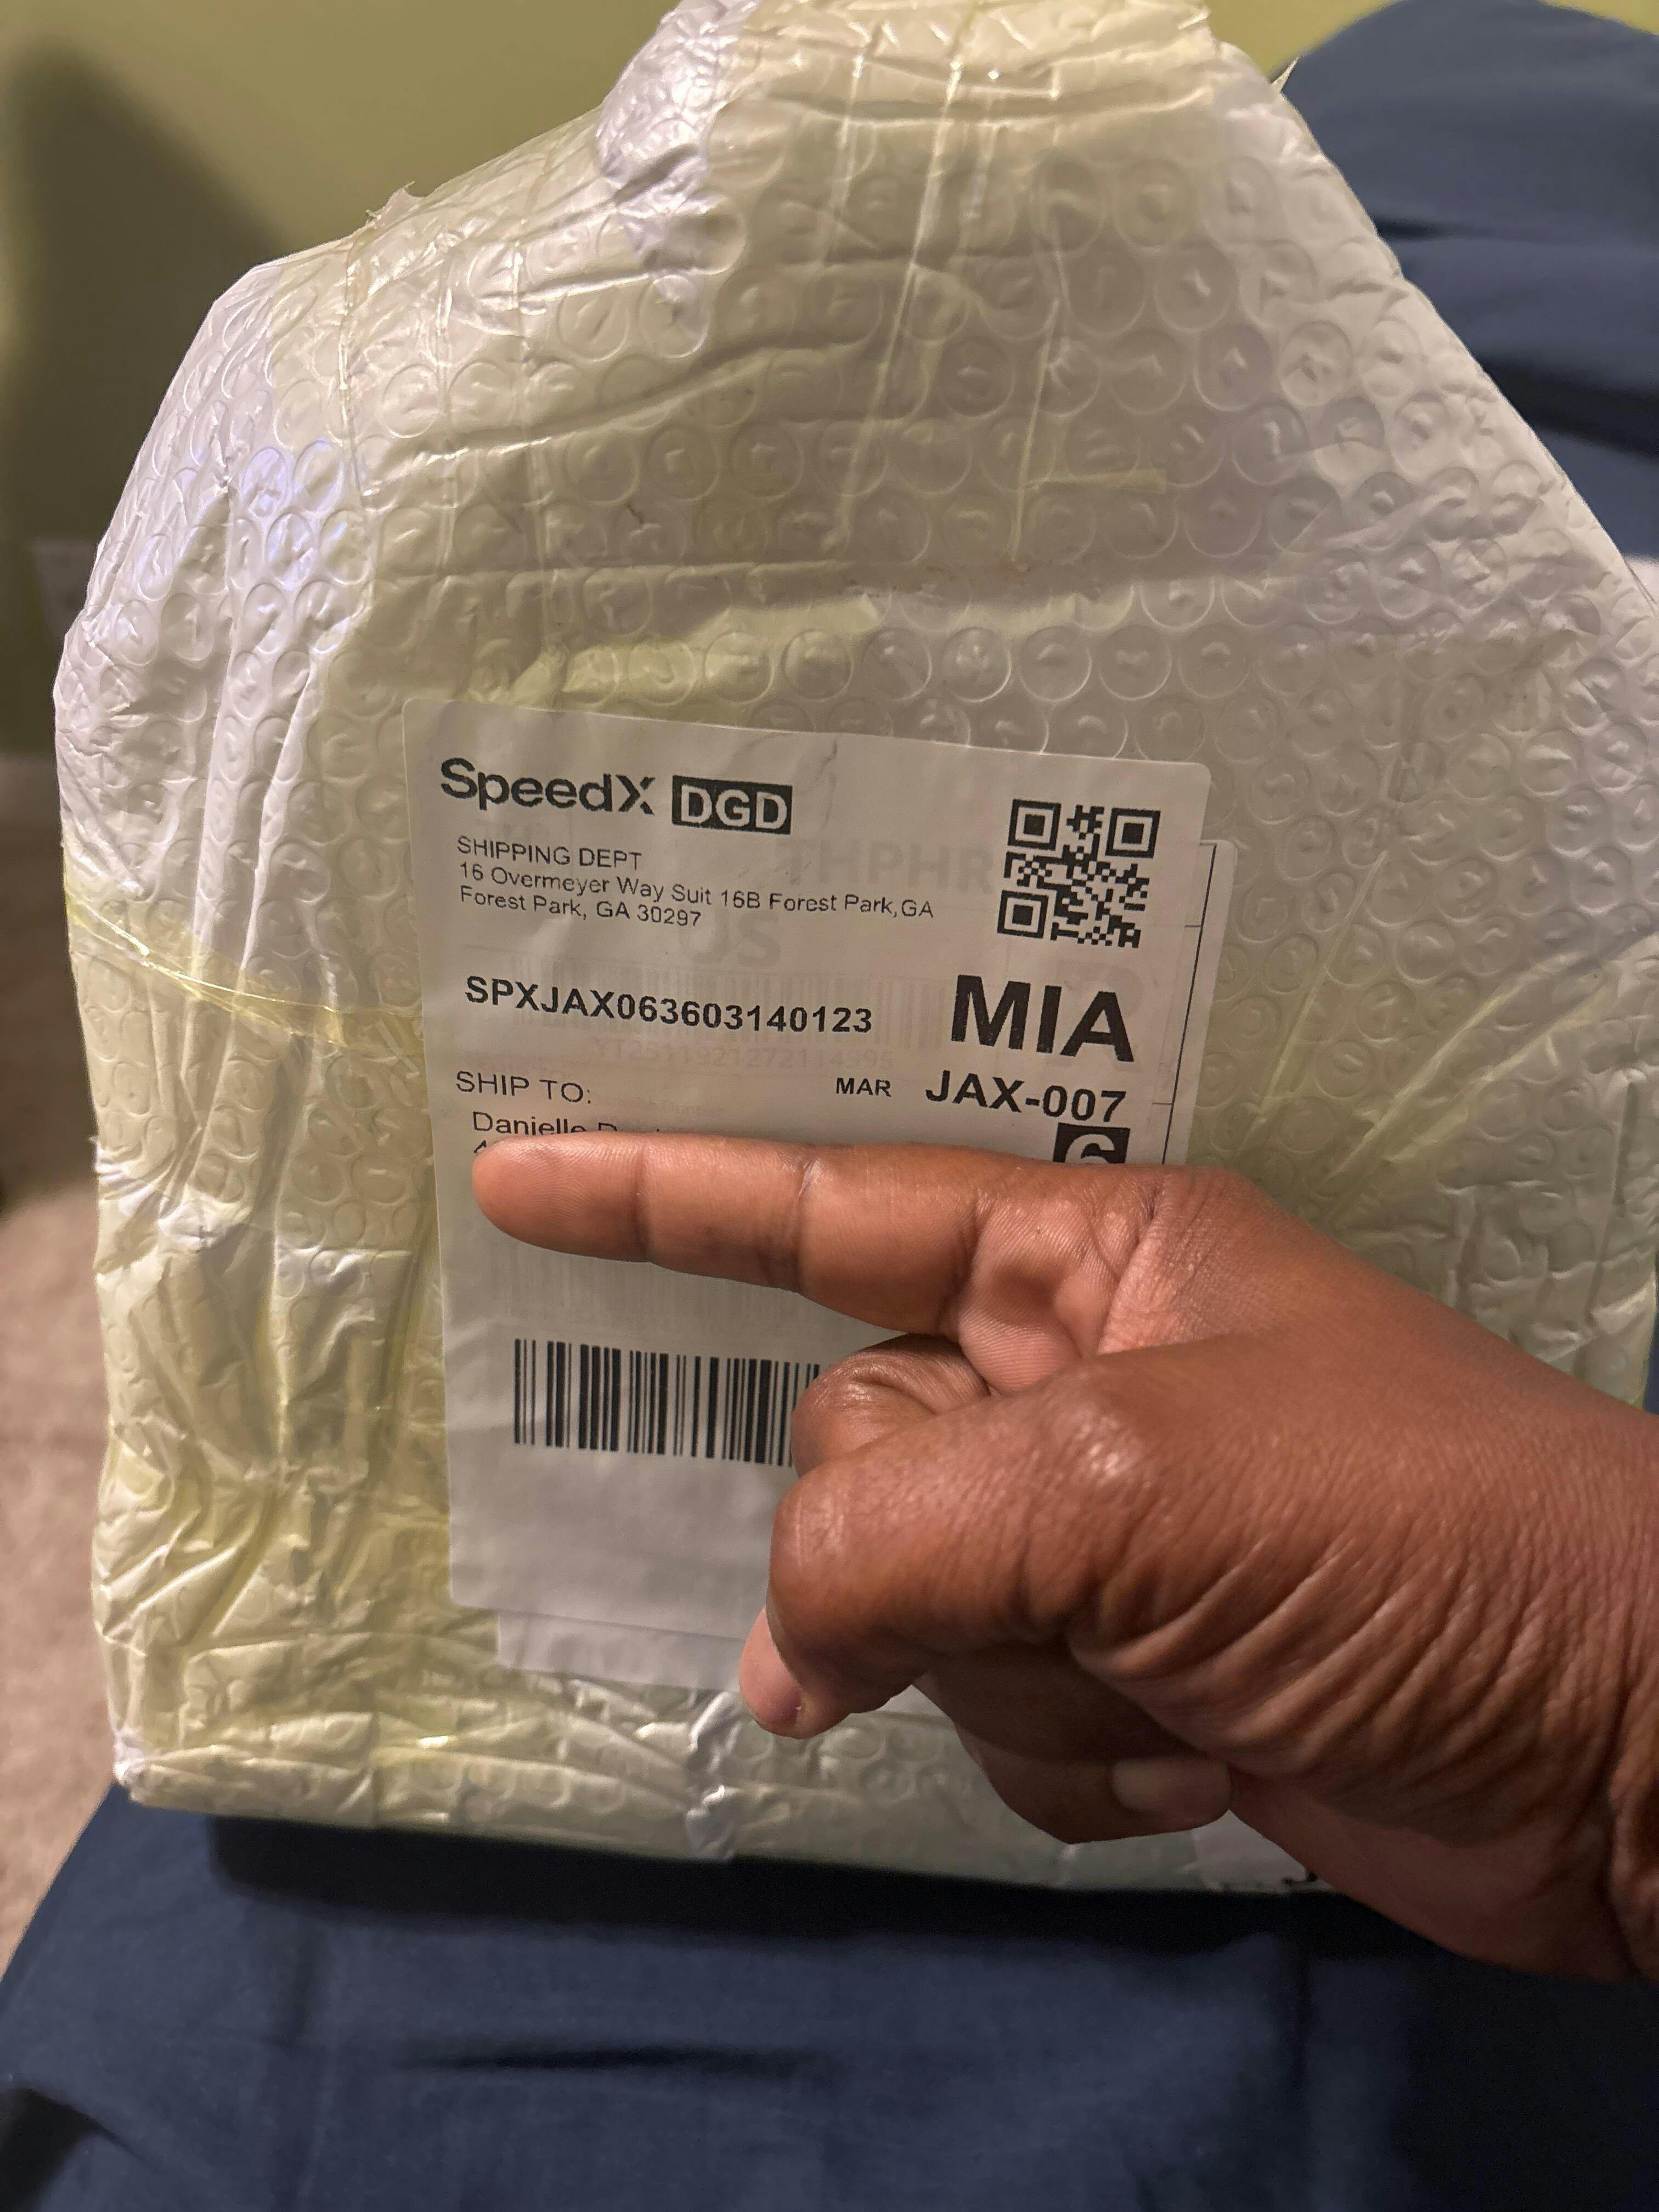 SpeedX DGD
SHIPPING DEPT
16 Overmeyer Way Suit 16B Forest Park,GA
Forest Park, GA 30297
SPXJAX063603140123
MIA
SHIP TO:
MAR JAX-007
Danielle
6